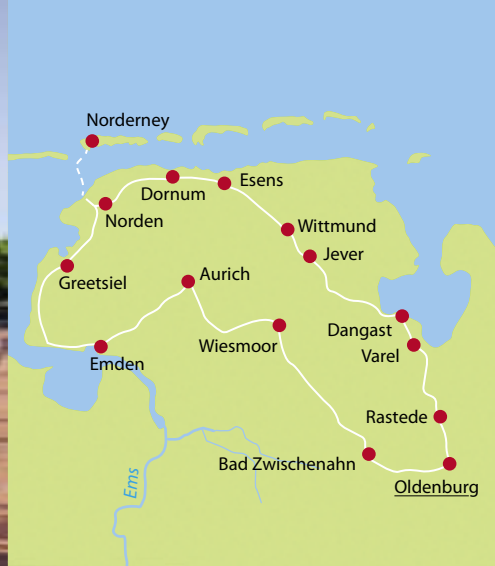 Norderney
Dornum
Esens
Norden
Wittmund
Jever
Greetsiel
Aurich
Dangast
Wiesmoor
Varel
Emden
Rastede
Bad Zwischenahn
Ems
Oldenburg